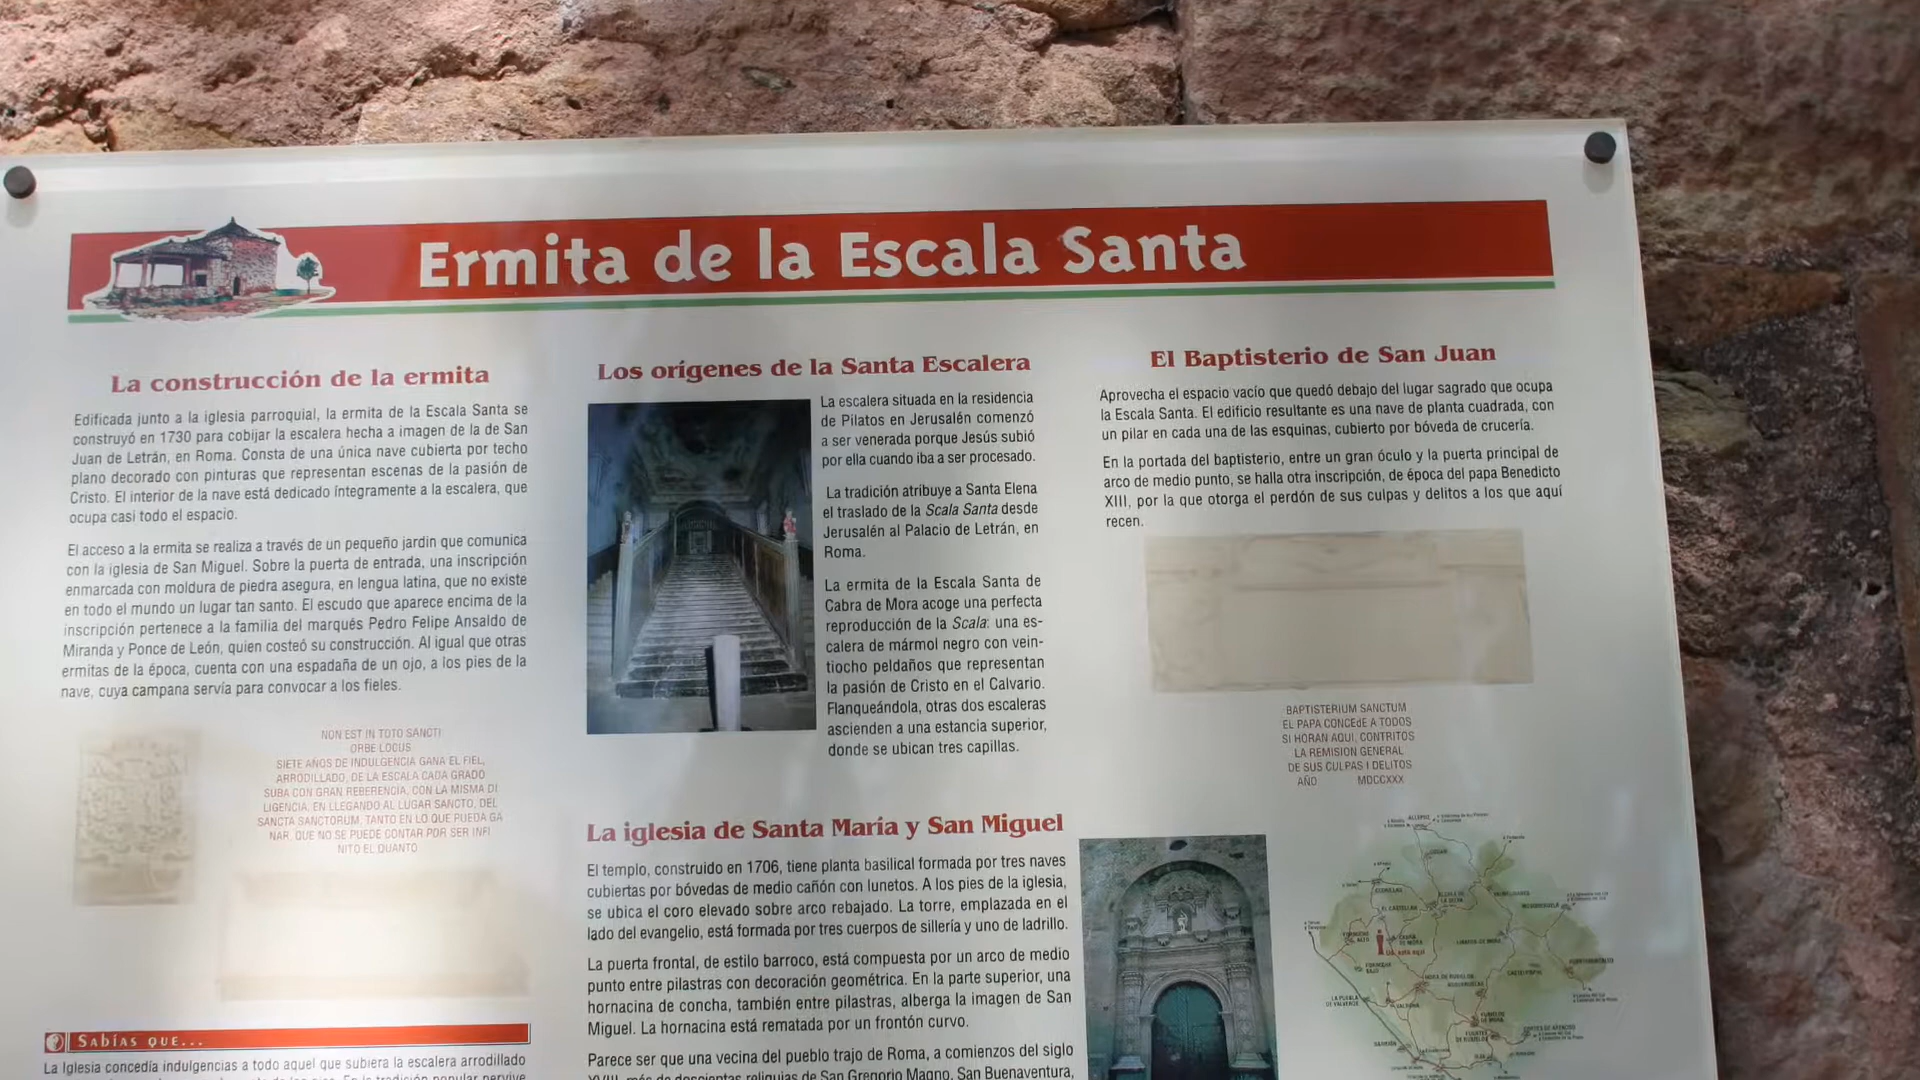 Ermita de la Escala Santa
La construcción de la ermita
Edificada junto a la iglesia parroquial, la ermita de la Escala Santa se
construyó en 1730 para cobijar la escalera hecha a imagen de la de San
Juan de Letrán, en Roma. Consta de una única nave cubierta por techo
plano decorado con pinturas que representan escenas de la pasión de
Cristo. El interior de la nave está dedicado íntegramente a la escalera, que
ocupa casi todo el espacio.
El acceso a la ermita se realiza a través de un pequeño jardin que comunica
con la iglesia de San Miguel. Sobre la puerta de entrada, una inscripción
enmarcada con moldura de piedra asegura, en lengua latina, que no existe
en todo el mundo un lugar tan santo. El escudo que aparece encima de la
inscripción pertenece a la familia del marqués Pedro Felipe Ansaldo de
Miranda y Ponce de León, quien costeó su construcción. Al igual que otras
ermitas de la época, cuenta con una espadaña de un ojo, a los pies de la
nave, cuya campana servía para convocar a los fieles.
NON EST IN TOTO SANCTI
ORBE LOCUS
SIETE AÑOS DE INDULGENCIA GANA EL FIEL,
ARRODILLADO, DE LA ESCALA CADA GRADO
SUBA CON GRAN REBERENCIA, CON LA MISMA DI
LIGENCIA, EN LLEGANDO AL LUGAR SANCTO, DEL
SANCTA SANCTORUM, TANTO EN LO QUE PUEDA GA
NAR, QUE NO SE PUEDE CONTAR POR SER INFI
NITO EL QUANTO
SABÍAS QUE...
La Iglesia concedía indulgencias a todo aquel que subiera la escalera arrodillado
Los orígenes de la Santa Escalera
La escalera situada en la residencia
de Pilatos en Jerusalén comenzó
a ser venerada porque Jesús subió
por ella cuando iba a ser procesado.
La tradición atribuye a Santa Elena
el traslado de la Scala Santa desde
Jerusalén al Palacio de Letrán, en
Roma.
La ermita de la Escala Santa de
Cabra de Mora acoge una perfecta
reproducción de la Scala: una es-
calera de mármol negro con vein-
tiocho peldaños que representan
la pasión de Cristo en el Calvario.
Flanqueándola, otras dos escaleras
ascienden a una estancia superior,
donde se ubican tres capillas.
La iglesia de Santa María y San Miguel
El templo, construido en 1706, tiene planta basilical formada por tres naves
cubiertas por bóvedas de medio cañón con lunetos. A los pies de la iglesia,
se ubica el coro elevado sobre arco rebajado. La torre, emplazada en el
lado del evangelio, está formada por tres cuerpos de sillería y uno de ladrillo.
La puerta frontal, de estilo barroco, está compuesta por un arco de medio
punto entre pilastras con decoración geométrica. En la parte superior, una
hornacina de concha, también entre pilastras, alberga la imagen de San
Miguel. La hornacina está rematada por un frontón curvo.
Parece ser que una vecina del pueblo trajo de Roma, a comienzos del siglo
XVIII, más de doscientas reliquias de San Gregorio Magno, San Buenaventura,
El Baptisterio de San Juan
Aprovecha el espacio vacío que quedó debajo del lugar sagrado que ocupa
la Escala Santa. El edificio resultante es una nave de planta cuadrada, con
un pilar en cada una de las esquinas, cubierto por bóveda de crucería.
En la portada del baptisterio, entre un gran óculo y la puerta principal de
arco de medio punto, se halla otra inscripción, de época del papa Benedicto
XIII, por la que otorga el perdón de sus culpas y delitos a los que aquí
recen.
BAPTISTERIUM SANCTUM
EL PAPA CONCEdE A TODOS
SI HORAN AQUI, CONTRITOS
LA REMISION GENERAL
DE SUS CULPAS I DELITOS
AÑO MDCCXXX